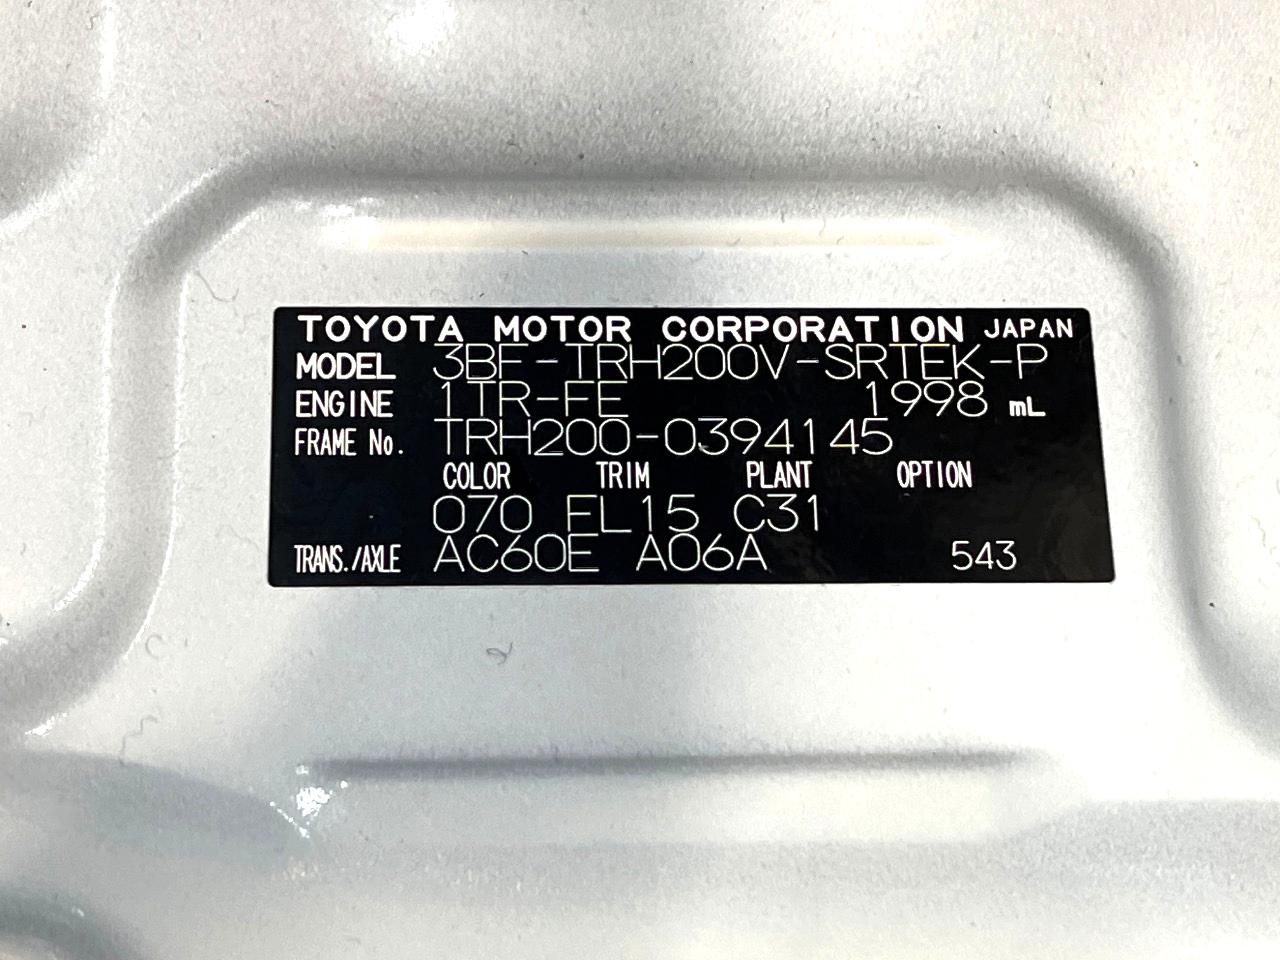 TOYOTA MOTOR CORPORATION JAPAN
MODEL 3BF-TRH200V-SRTEK-P
ENGINE 1TR-FE 1998 mL
FRAME No. TRH200-0394145
COLOR TRIM PLANT OPTION
070 FL15 C31
TRANS./AXLE AC60E A06A 543